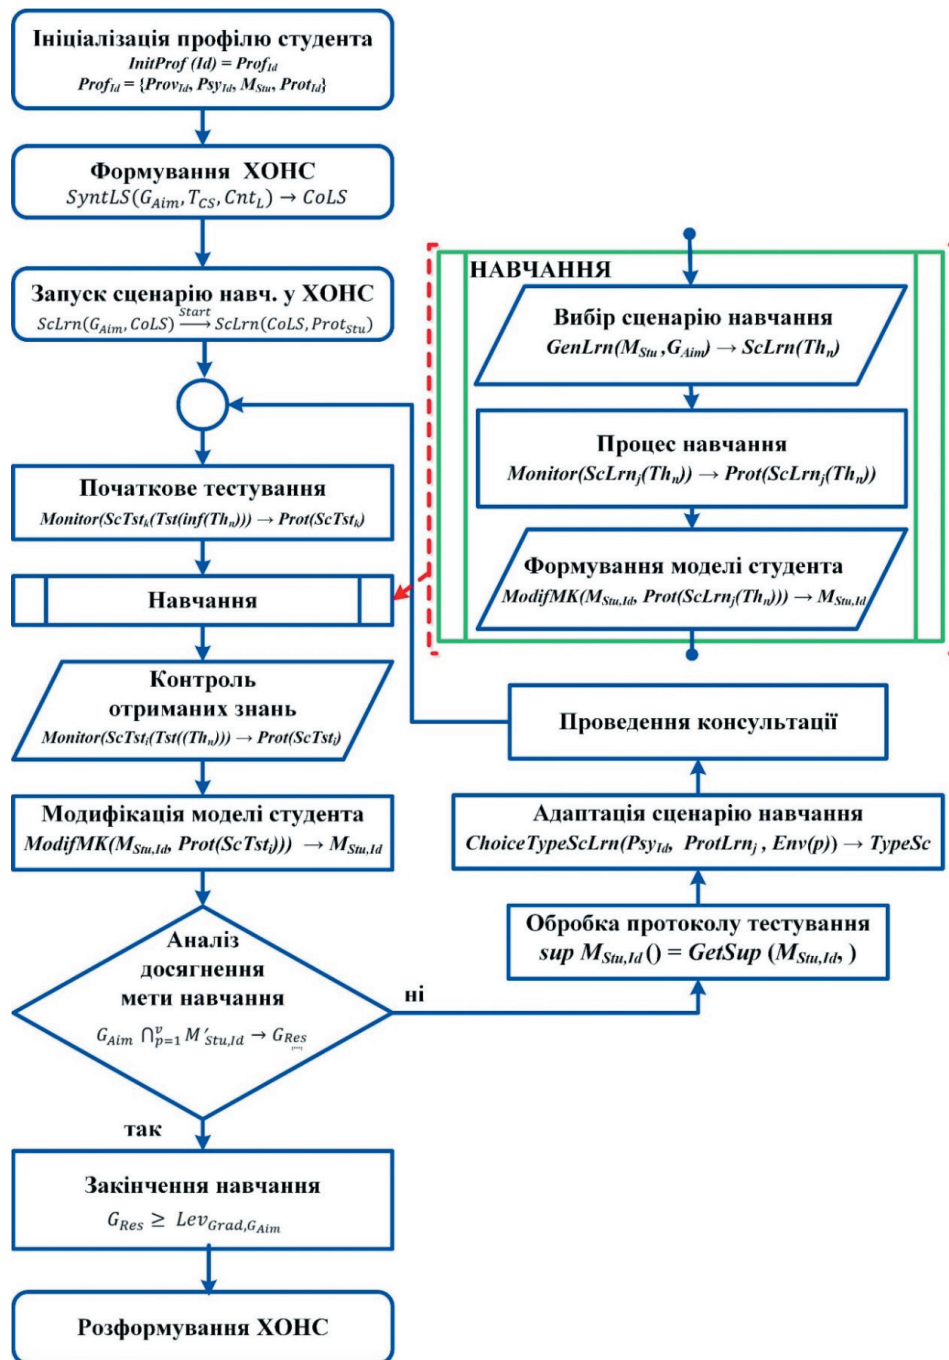 Ініціалізація профілю студента
InitProf (Id) = Prof_Id
Prof_Id = {Prov_Id, Psy_Id, M_Stu, Prot_Id}
Формування ХОНС
SyntLS(G_Aim, T_CS, Cnt_L) → CoLS
Запуск сценарію навч. у ХОНС
Start
ScLrn(G_Aim, CoLS) → ScLrn(CoLS, Prot_Stu)
Початкове тестування
Monitor(ScTst_k(Tst(inf(Th_n))) → Prot(ScTst_k)
Навчання
Контроль
отриманих знань
Monitor(ScTst_i(Tst((Th_n))) → Prot(ScTst_i)
Модифікація моделі студента
ModifMK(M_Stu,Id, Prot(ScTst_i))) → M_Stu,Id
Аналіз
досягнення
мети навчання
G_Aim ⋂_{p=1}^{v} M′_Stu,Id → G_Res
ні
так
Закінчення навчання
G_Res ≥ Lev_Grad,G_Aim
Розформування ХОНС
НАВЧАННЯ
Вибір сценарію навчання
GenLrn(M_Stu ,G_Aim) → ScLrn(Th_n)
Процес навчання
Monitor(ScLrn_j(Th_n)) → Prot(ScLrn_j(Th_n))
Формування моделі студента
ModifMK(M_Stu,Id, Prot(ScLrn_j(Th_n))) → M_Stu,Id
Проведення консультації
Адаптація сценарію навчання
ChoiceTypeScLrn(Psy_Id, ProtLrn_j , Env(p)) → TypeSc
Обробка протоколу тестування
sup M_Stu,Id () = GetSup (M_Stu,Id, )